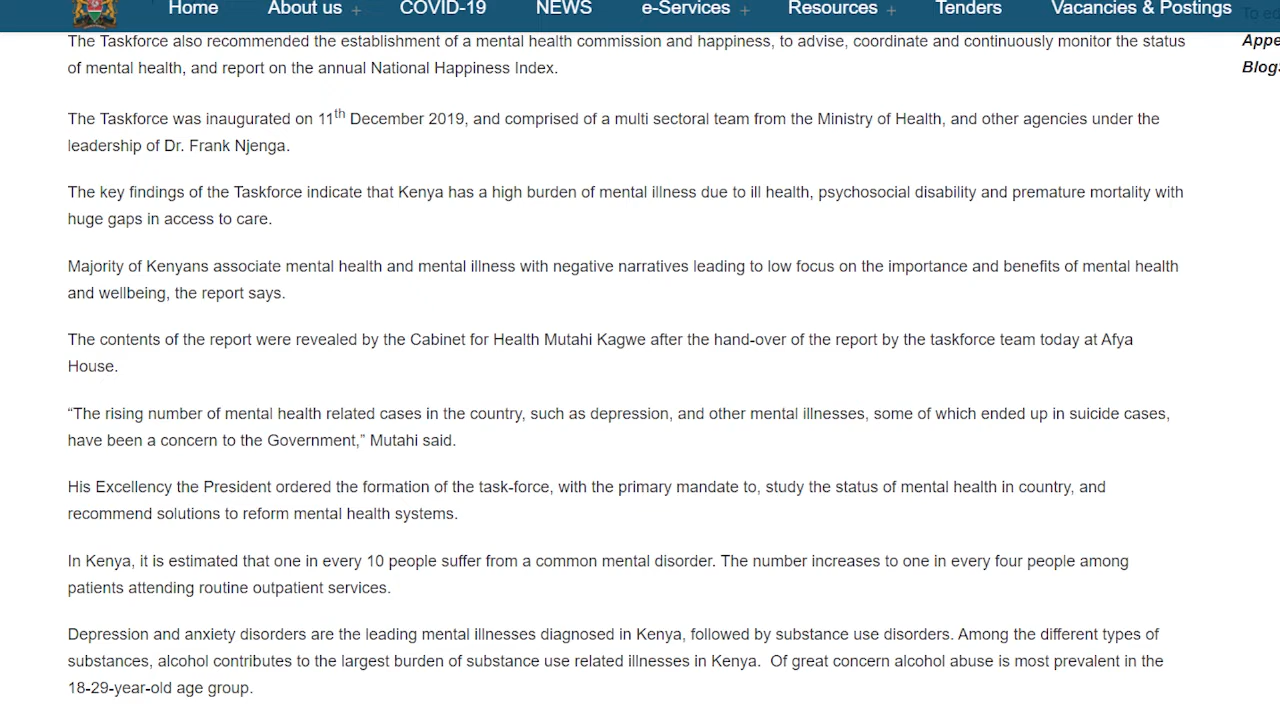 Home About us + COVID-19 NEWS e-Services + Resources + Tenders Vacancies & Postings
The Taskforce also recommended the establishment of a mental health commission and happiness, to advise, coordinate and continuously monitor the status
of mental health, and report on the annual National Happiness Index.
The Taskforce was inaugurated on 11th December 2019, and comprised of a multi sectoral team from the Ministry of Health, and other agencies under the
leadership of Dr. Frank Njenga.
The key findings of the Taskforce indicate that Kenya has a high burden of mental illness due to ill health, psychosocial disability and premature mortality with
huge gaps in access to care.
Majority of Kenyans associate mental health and mental illness with negative narratives leading to low focus on the importance and benefits of mental health
and wellbeing, the report says.
The contents of the report were revealed by the Cabinet for Health Mutahi Kagwe after the hand-over of the report by the taskforce team today at Afya
House.
“The rising number of mental health related cases in the country, such as depression, and other mental illnesses, some of which ended up in suicide cases,
have been a concern to the Government,” Mutahi said.
His Excellency the President ordered the formation of the task-force, with the primary mandate to, study the status of mental health in country, and
recommend solutions to reform mental health systems.
In Kenya, it is estimated that one in every 10 people suffer from a common mental disorder. The number increases to one in every four people among
patients attending routine outpatient services.
Depression and anxiety disorders are the leading mental illnesses diagnosed in Kenya, followed by substance use disorders. Among the different types of
substances, alcohol contributes to the largest burden of substance use related illnesses in Kenya.  Of great concern alcohol abuse is most prevalent in the
18-29-year-old age group.
To
Appe
Blog